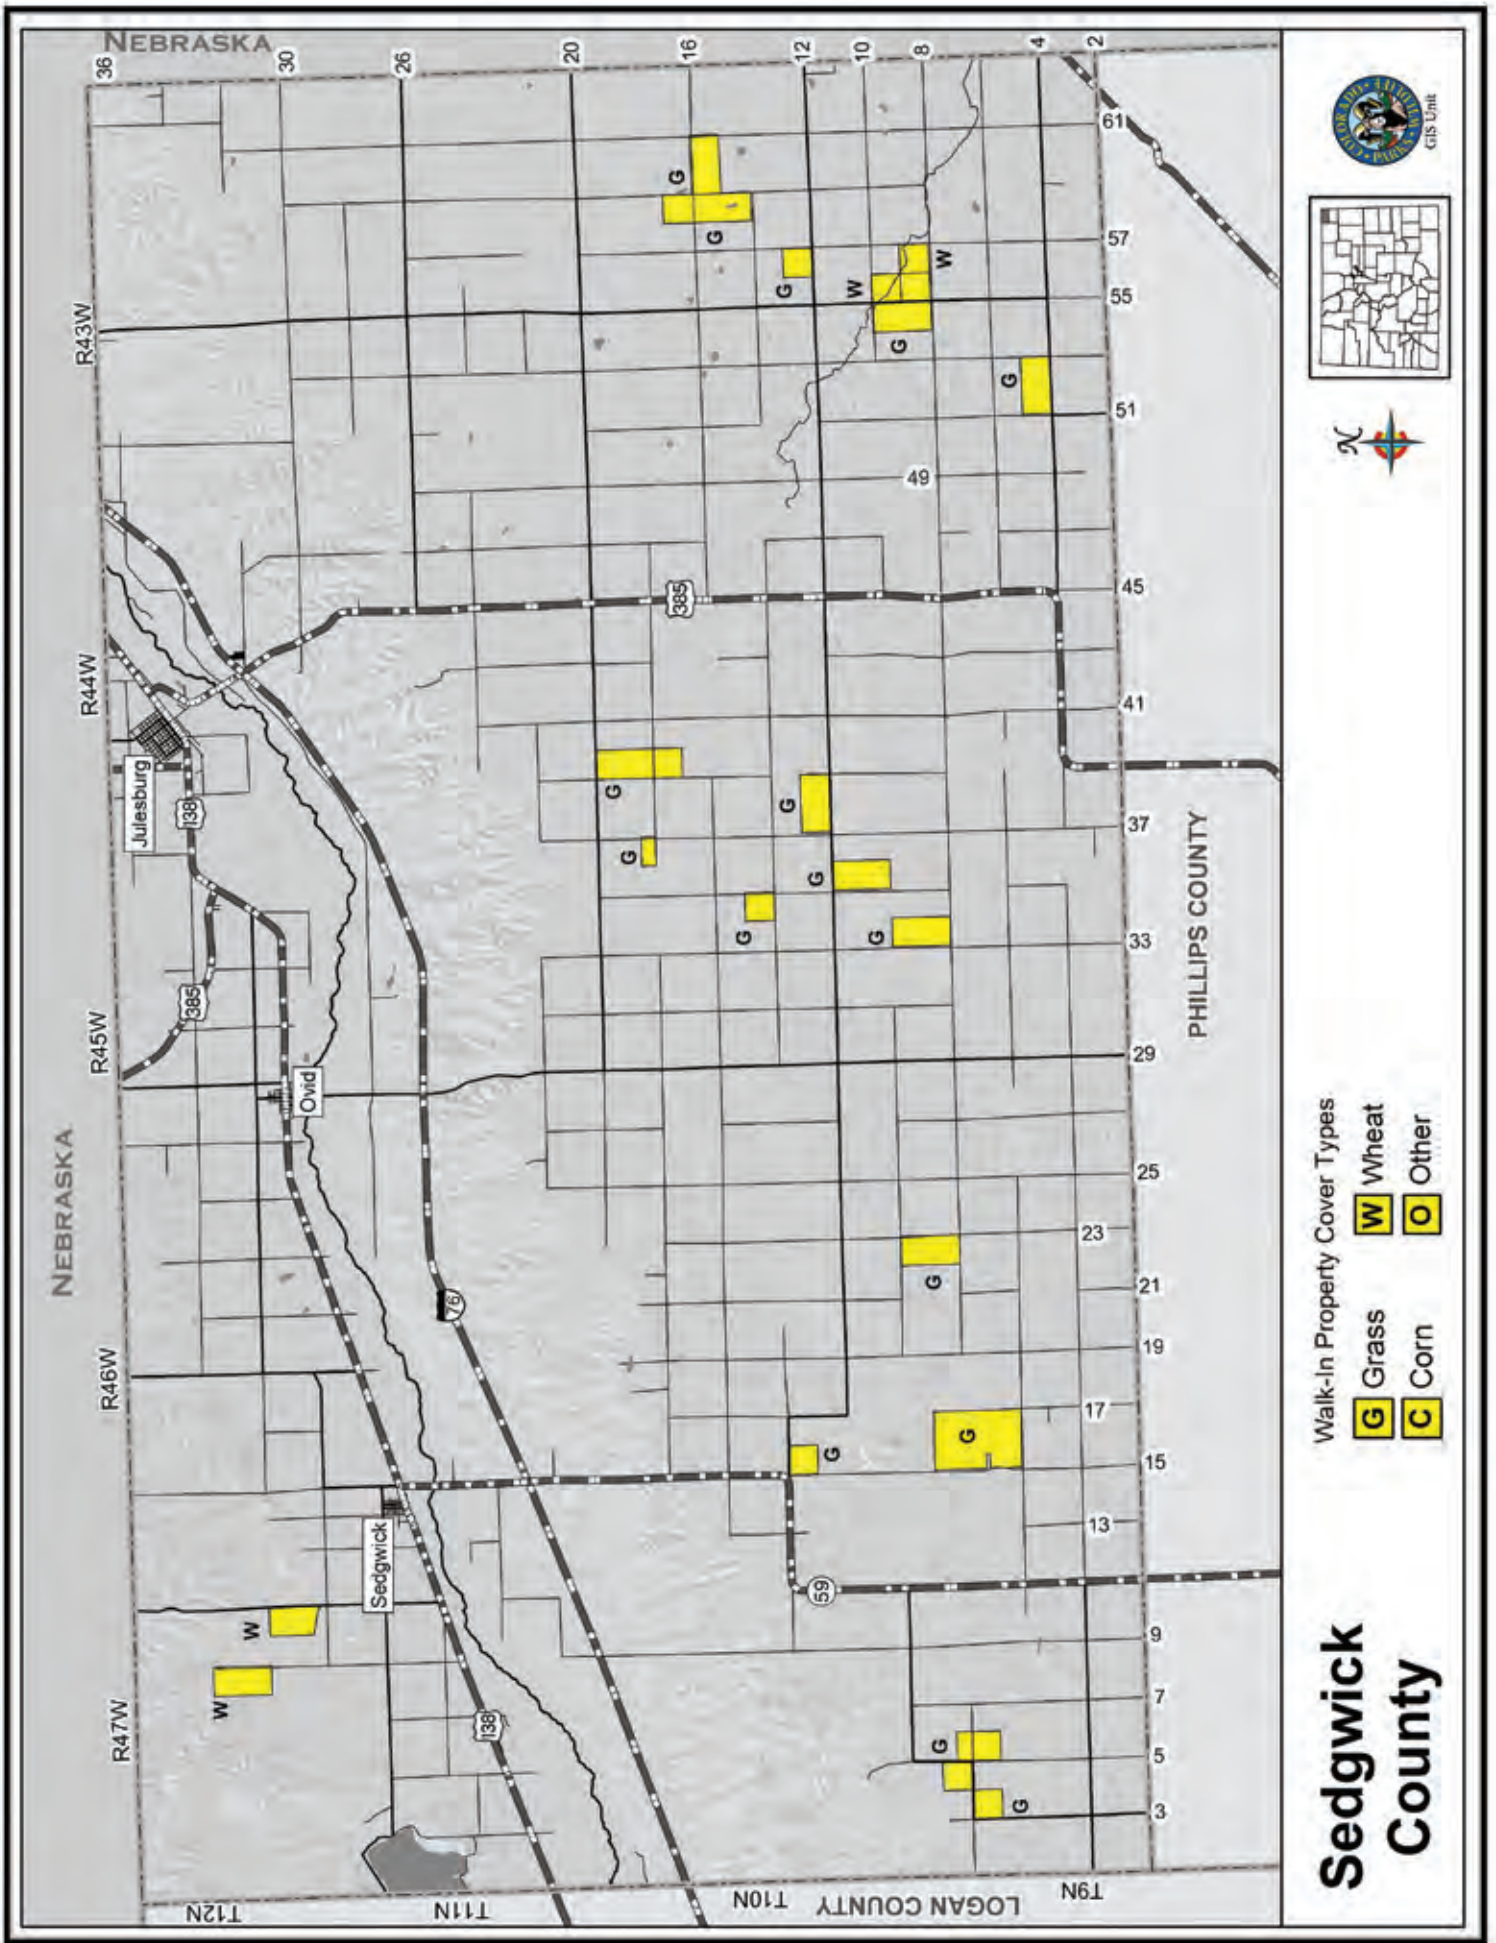 NEBRASKA
NEBRASKA
R47W
R46W
R45W
R44W
R43W
T12N
T11N
T10N
T9N
LOGAN COUNTY
PHILLIPS COUNTY
36
30
26
20
16
12
10
8
4
2
Julesburg
Ovid
Sedgwick
138
385
138
385
76
59
W
W
G
G
G
G
G
G
G
G
G
G
G
G
G
G
W
W
G
G
G
49
3
5
7
9
13
15
17
19
21
23
25
29
33
37
41
45
51
55
57
61
Sedgwick
County
Walk-In Property Cover Types
G Grass
W Wheat
C Corn
O Other
N
COLORADO
PARKS
WILDLIFE
GIS Unit